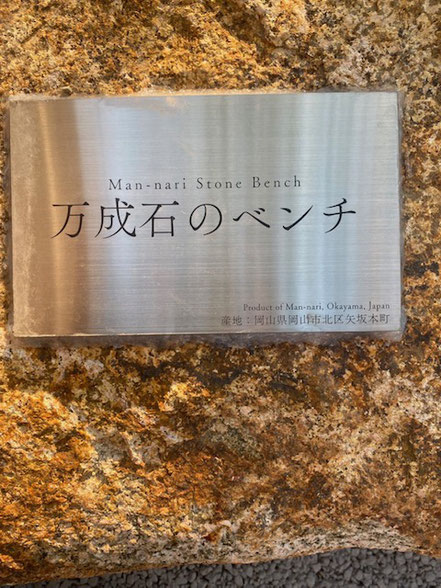 Man-nari Stone Bench
万成石のベンチ
Product of Man-nari, Okayama, Japan
産地：岡山県岡山市北区矢坂本町